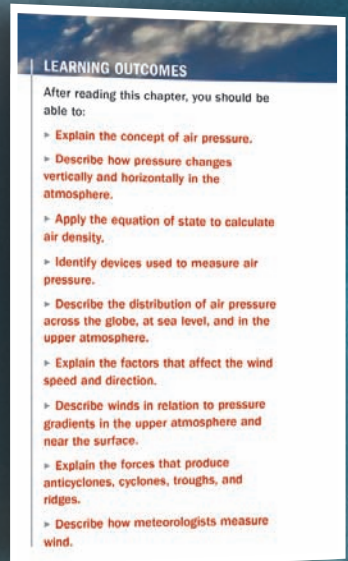 LEARNING OUTCOMES
After reading this chapter, you should be
able to:
► Explain the concept of air pressure.
► Describe how pressure changes
vertically and horizontally in the
atmosphere.
► Apply the equation of state to calculate
air density.
► Identify devices used to measure air
pressure.
► Describe the distribution of air pressure
across the globe, at sea level, and in the
upper atmosphere.
► Explain the factors that affect the wind
speed and direction.
► Describe winds in relation to pressure
gradients in the upper atmosphere and
near the surface.
► Explain the forces that produce
anticyclones, cyclones, troughs, and
ridges.
► Describe how meteorologists measure
wind.